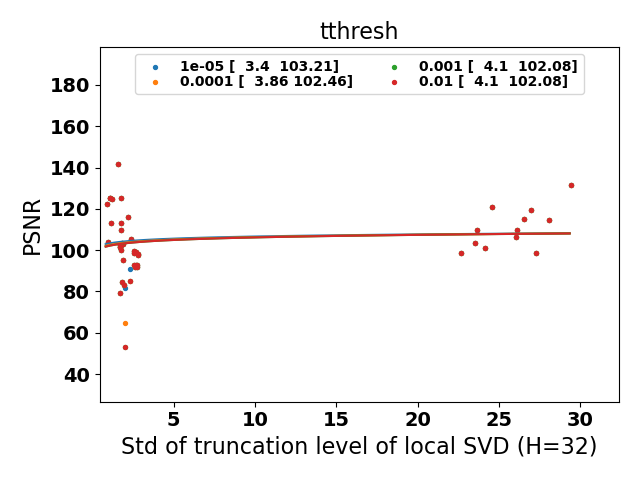 tthresh
1e-05 [  3.4  103.21]
0.0001 [  3.86 102.46]
0.001 [  4.1  102.08]
0.01 [  4.1  102.08]
PSNR
180
160
140
120
100
80
60
40
5 10 15 20 25 30
Std of truncation level of local SVD (H=32)